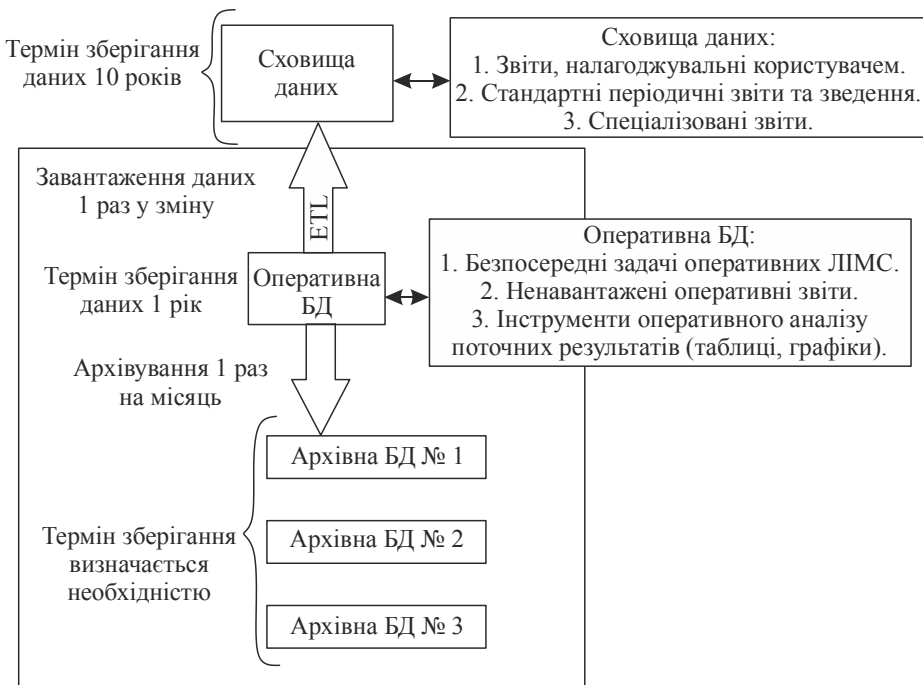 Термін зберігання
даних 10 років
Сховища
даних
Сховища даних:
1. Звіти, налагоджувальні користувачем.
2. Стандартні періодичні звіти та зведення.
3. Спеціалізовані звіти.
Завантаження даних
1 раз у зміну
ETL
Термін зберігання
даних 1 рік
Оперативна
БД
Оперативна БД:
1. Безпосередні задачі оперативних ЛІМС.
2. Ненавантажені оперативні звіти.
3. Інструменти оперативного аналізу
поточних результатів (таблиці, графіки).
Архівування 1 раз
на місяць
Архівна БД № 1
Термін зберігання
визначається
необхідністю
Архівна БД № 2
Архівна БД № 3